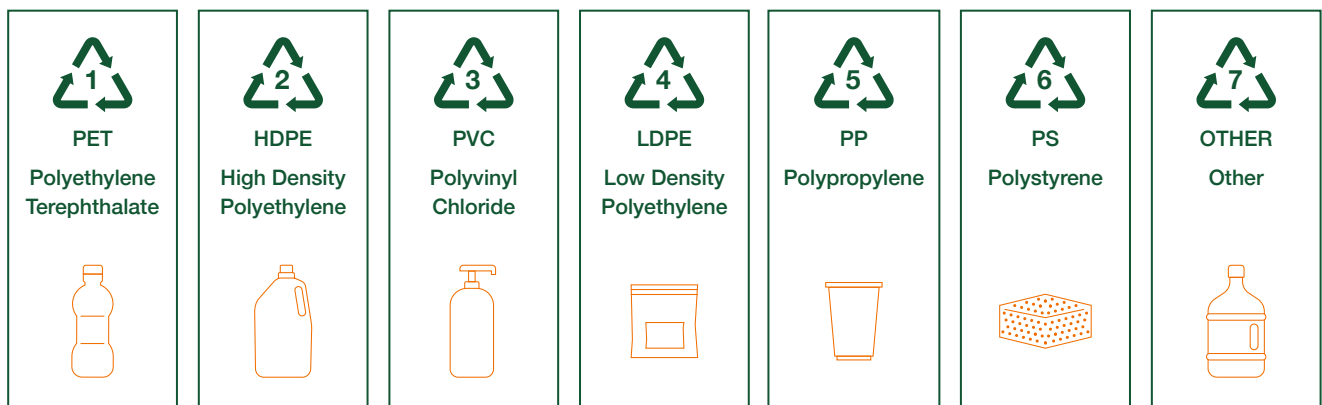 1
PET
Polyethylene
Terephthalate
2
HDPE
High Density
Polyethylene
3
PVC
Polyvinyl
Chloride
4
LDPE
Low Density
Polyethylene
5
PP
Polypropylene
6
PS
Polystyrene
7
OTHER
Other